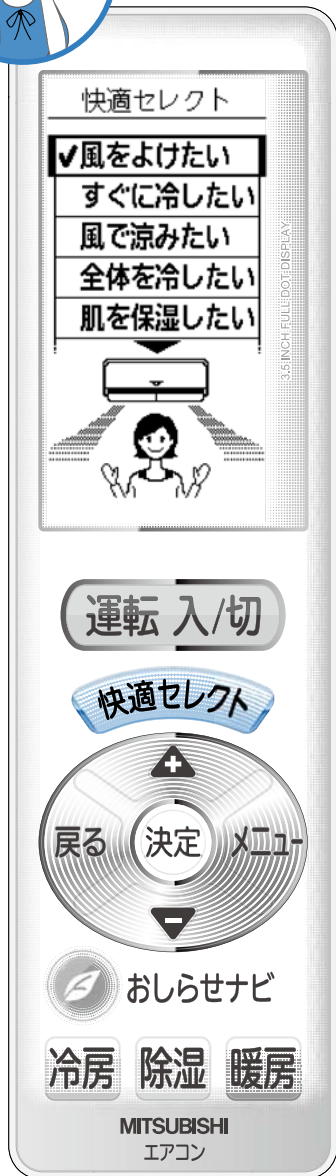 快適セレクト
✔風をよけたい
すぐに冷したい
風で涼みたい
全体を冷したい
肌を保湿したい
3.5 INCH FULL DOT DISPLAY
運転 入/切
快適セレクト
+
戻る 決定 メニュー
-
おしらせナビ
冷房 除湿 暖房
MITSUBISHI
エアコン